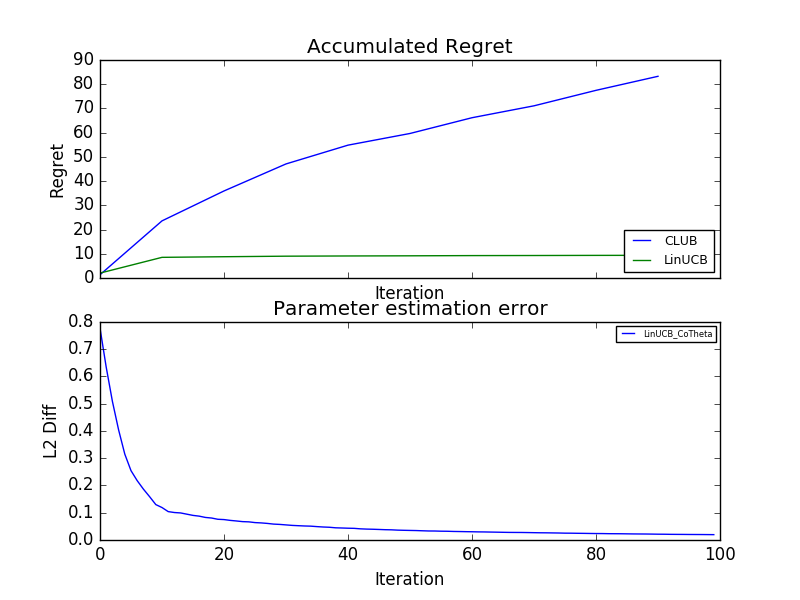 Accumulated Regret
90
80
70
60
50
40
30
20
10
0
Regret
CLUB
LinUCB
Iteration
Parameter estimation error
0.8
0.7
0.6
0.5
0.4
0.3
0.2
0.1
0.0
L2 Diff
LinUCB_CoTheta
0 20 40 60 80 100
Iteration